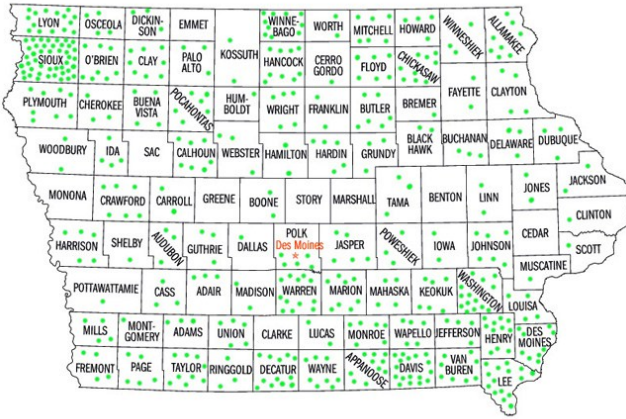 LYON
OSCEOLA
DICKIN-
SON
EMMET
WINNE-
BAGO
WORTH
MITCHELL
HOWARD
WINNESHIEK
ALLAMAKEE
KOSSUTH
SIOUX
O'BRIEN
CLAY
PALO
ALTO
HANCOCK
CERRO
GORDO
FLOYD
CHICKASAW
PLYMOUTH
CHEROKEE
BUENA
VISTA
POCAHONTAS
HUM-
BOLDT
WRIGHT
FRANKLIN
BUTLER
BREMER
FAYETTE
CLAYTON
WOODBURY
IDA
SAC
CALHOUN
WEBSTER
HAMILTON
HARDIN
GRUNDY
BLACK
HAWK
BUCHANAN
DELAWARE
DUBUQUE
MONONA
CRAWFORD
CARROLL
GREENE
BOONE
STORY
MARSHALL
TAMA
BENTON
LINN
JONES
JACKSON
CLINTON
HARRISON
SHELBY
AUDUBON
GUTHRIE
DALLAS
POLK
Des Moines
JASPER
POWESHIEK
IOWA
JOHNSON
CEDAR
SCOTT
MUSCATINE
POTTAWATTAMIE
CASS
ADAIR
MADISON
WARREN
MARION
MAHASKA
KEOKUK
WASHINGTON
LOUISA
MILLS
MONT-
GOMERY
ADAMS
UNION
CLARKE
LUCAS
MONROE
WAPELLO
JEFFERSON
HENRY
DES
MOINES
FREMONT
PAGE
TAYLOR
RINGGOLD
DECATUR
WAYNE
APPANOOSE
DAVIS
VAN
BUREN
LEE